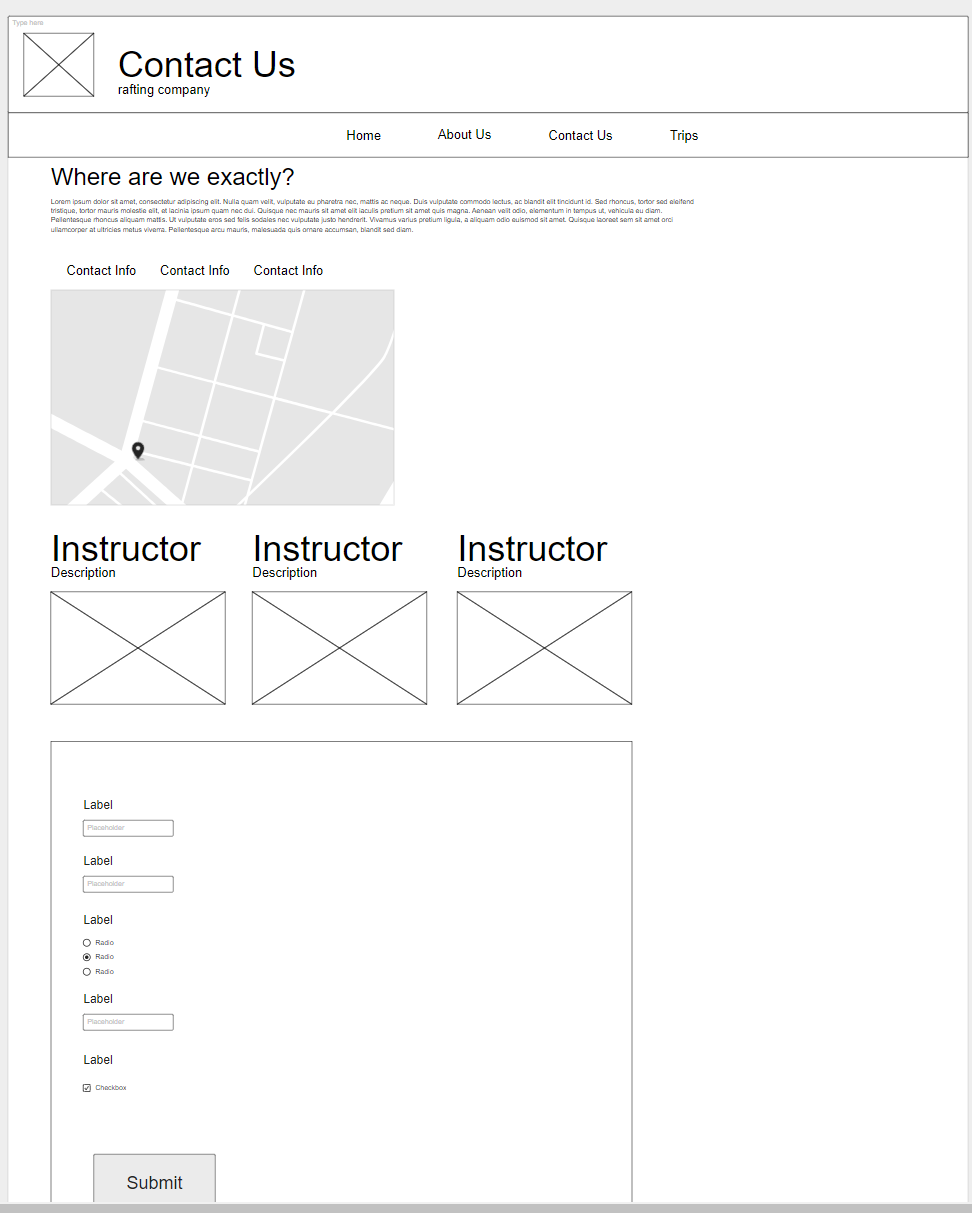 Type here
Contact Us
rafting company
Home About Us Contact Us Trips
Where are we exactly?
Lorem ipsum dolor sit amet, consectetur adipiscing elit. Nulla quam velit, vulputate eu pharetra nec, mattis ac neque. Duis vulputate commodo lectus, ac blandit elit tincidunt id. Sed rhoncus, tortor sed eleifend
tristique, tortor mauris molestie elit, et lacinia ipsum quam nec dui. Quisque nec mauris sit amet elit iaculis pretium sit amet quis magna. Aenean velit odio, elementum in tempus ut, vehicula eu diam.
Pellentesque rhoncus aliquam mattis. Ut vulputate eros sed felis sodales nec vulputate justo hendrerit. Vivamus varius pretium ligula, a aliquam odio euismod sit amet. Quisque laoreet sem sit amet orci
ullamcorper at ultricies metus viverra. Pellentesque arcu mauris, malesuada quis ornare accumsan, blandit sed diam.
Contact Info Contact Info Contact Info
Instructor Instructor Instructor
Description Description Description
Label
Placeholder
Label
Placeholder
Label
Radio
Radio
Radio
Label
Placeholder
Label
Checkbox
Submit